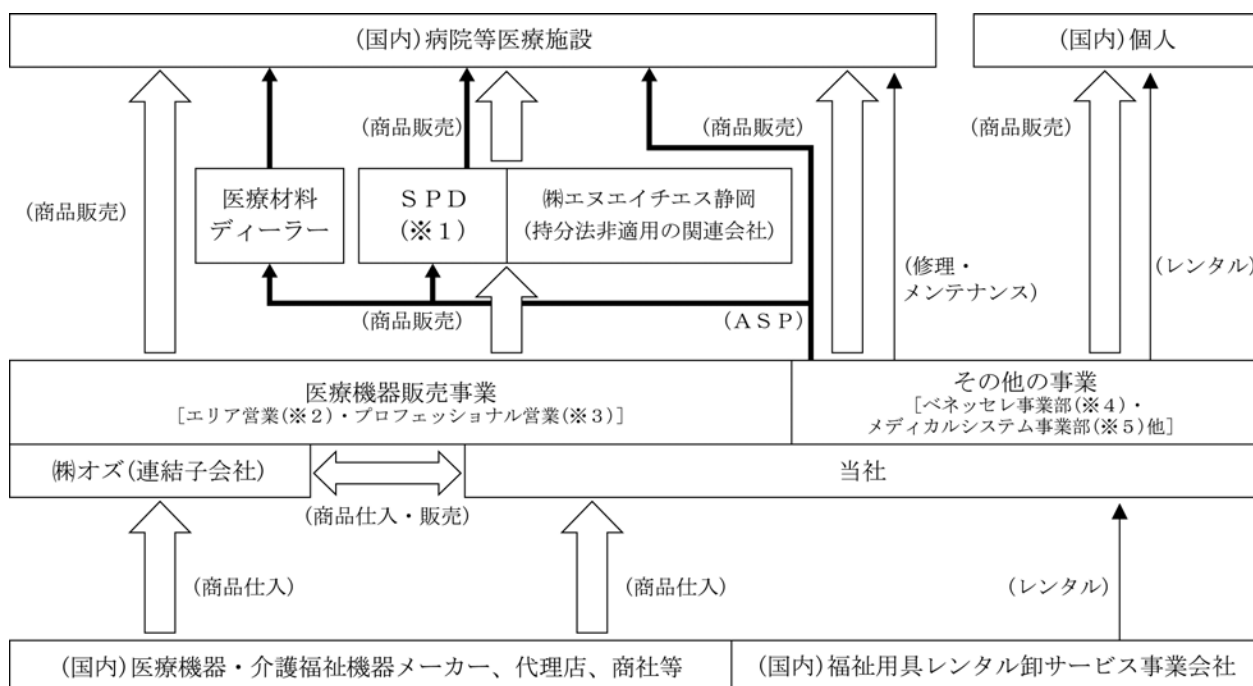 (国内)病院等医療施設
(国内)個人
(商品販売)
(商品販売)
(商品販売)
(商品販売)
医療材料
ディーラー
ＳＰＤ
(※１)
㈱エヌエイチエス静岡
(持分法非適用の関連会社)
(修理・
メンテナンス)
(レンタル)
(商品販売)
(ＡＳＰ)
医療機器販売事業
[エリア営業(※２)・プロフェッショナル営業(※３)]
その他の事業
[ベネッセレ事業部(※４)・
メディカルシステム事業部(※５)他]
㈱オズ(連結子会社)
(商品仕入・販売)
当社
(商品仕入)
(商品仕入)
(レンタル)
(国内)医療機器・介護福祉機器メーカー、代理店、商社等
(国内)福祉用具レンタル卸サービス事業会社